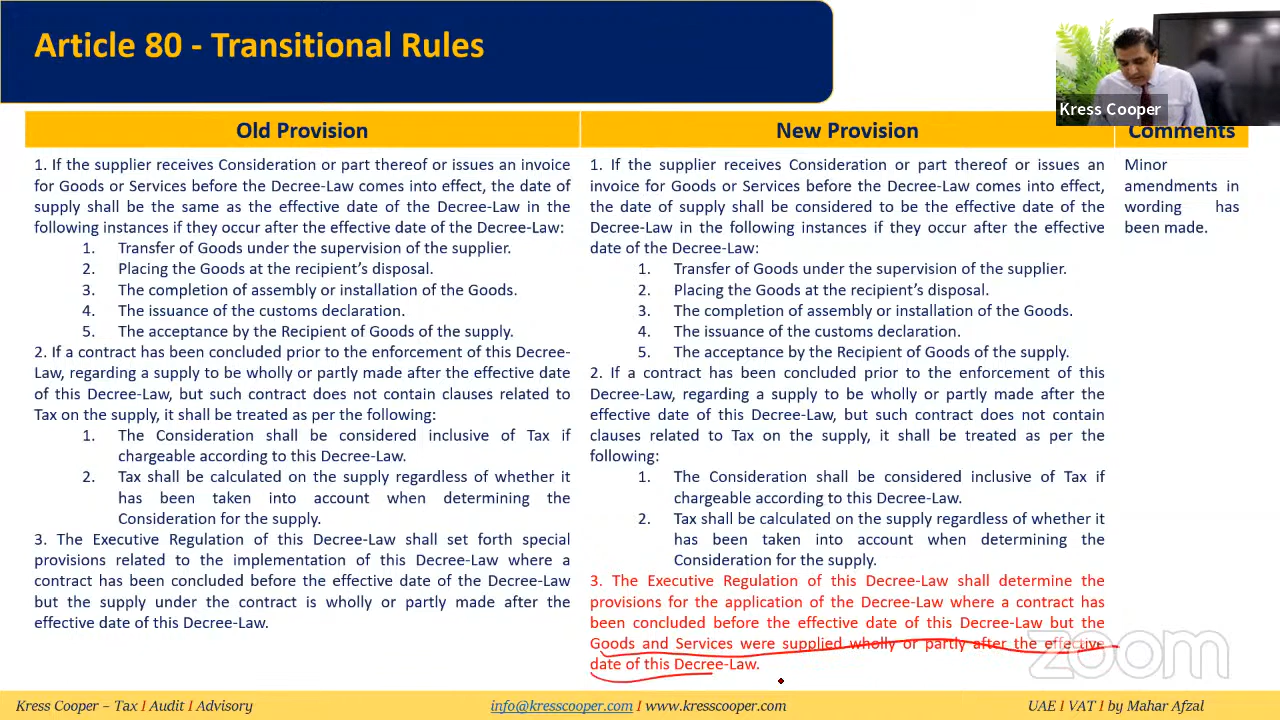 Article 80 - Transitional Rules
Kress Cooper
Old Provision
New Provision
Comments
1. If the supplier receives Consideration or part thereof or issues an invoice
for Goods or Services before the Decree-Law comes into effect, the date of
supply shall be the same as the effective date of the Decree-Law in the
following instances if they occur after the effective date of the Decree-Law:
1. Transfer of Goods under the supervision of the supplier.
2. Placing the Goods at the recipient's disposal.
3. The completion of assembly or installation of the Goods.
4. The issuance of the customs declaration.
5. The acceptance by the Recipient of Goods of the supply.
2. If a contract has been concluded prior to the enforcement of this Decree-
Law, regarding a supply to be wholly or partly made after the effective date
of this Decree-Law, but such contract does not contain clauses related to
Tax on the supply, it shall be treated as per the following:
1. The Consideration shall be considered inclusive of Tax if
chargeable according to this Decree-Law.
2. Tax shall be calculated on the supply regardless of whether it
has been taken into account when determining the
Consideration for the supply.
3. The Executive Regulation of this Decree-Law shall set forth special
provisions related to the implementation of this Decree-Law where a
contract has been concluded before the effective date of the Decree-Law
but the supply under the contract is wholly or partly made after the
effective date of this Decree-Law.
1. If the supplier receives Consideration or part thereof or issues an
invoice for Goods or Services before the Decree-Law comes into effect,
the date of supply shall be considered to be the effective date of the
Decree-Law in the following instances if they occur after the effective
date of the Decree-Law:
1. Transfer of Goods under the supervision of the supplier.
2. Placing the Goods at the recipient's disposal.
3. The completion of assembly or installation of the Goods.
4. The issuance of the customs declaration.
5. The acceptance by the Recipient of Goods of the supply.
2. If a contract has been concluded prior to the enforcement of this
Decree-Law, regarding a supply to be wholly or partly made after the
effective date of this Decree-Law, but such contract does not contain
clauses related to Tax on the supply, it shall be treated as per the
following:
1. The Consideration shall be considered inclusive of Tax if
chargeable according to this Decree-Law.
2. Tax shall be calculated on the supply regardless of whether it
has been taken into account when determining the
Consideration for the supply.
3. The Executive Regulation of this Decree-Law shall determine the
provisions for the application of the Decree-Law where a contract has
been concluded before the effective date of this Decree-Law but the
Goods and Services were supplied wholly or partly after the effective
date of this Decree-Law.
Minor
amendments in
wording has
been made.
zoom
Kress Cooper – Tax I Audit I Advisory
info@kresscooper.com I www.kresscooper.com
UAE I VAT I by Mahar Afzal